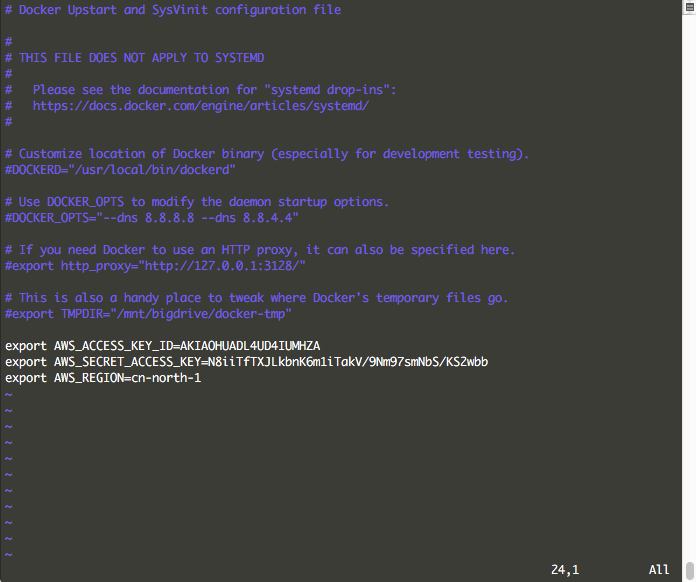 # Docker Upstart and SysVinit configuration file
#
# THIS FILE DOES NOT APPLY TO SYSTEMD
#
#   Please see the documentation for "systemd drop-ins":
#   https://docs.docker.com/engine/articles/systemd/
#
# Customize location of Docker binary (especially for development testing).
#DOCKERD="/usr/local/bin/dockerd"
# Use DOCKER_OPTS to modify the daemon startup options.
#DOCKER_OPTS="--dns 8.8.8.8 --dns 8.8.4.4"
# If you need Docker to use an HTTP proxy, it can also be specified here.
#export http_proxy="http://127.0.0.1:3128/"
# This is also a handy place to tweak where Docker's temporary files go.
#export TMPDIR="/mnt/bigdrive/docker-tmp"
export AWS_ACCESS_KEY_ID=AKIAOHUADL4UD4IUMHZA
export AWS_SECRET_ACCESS_KEY=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
export AWS_REGION=cn-north-1
~
~
~
~
~
~
~
~
~
~
~
24,1 All